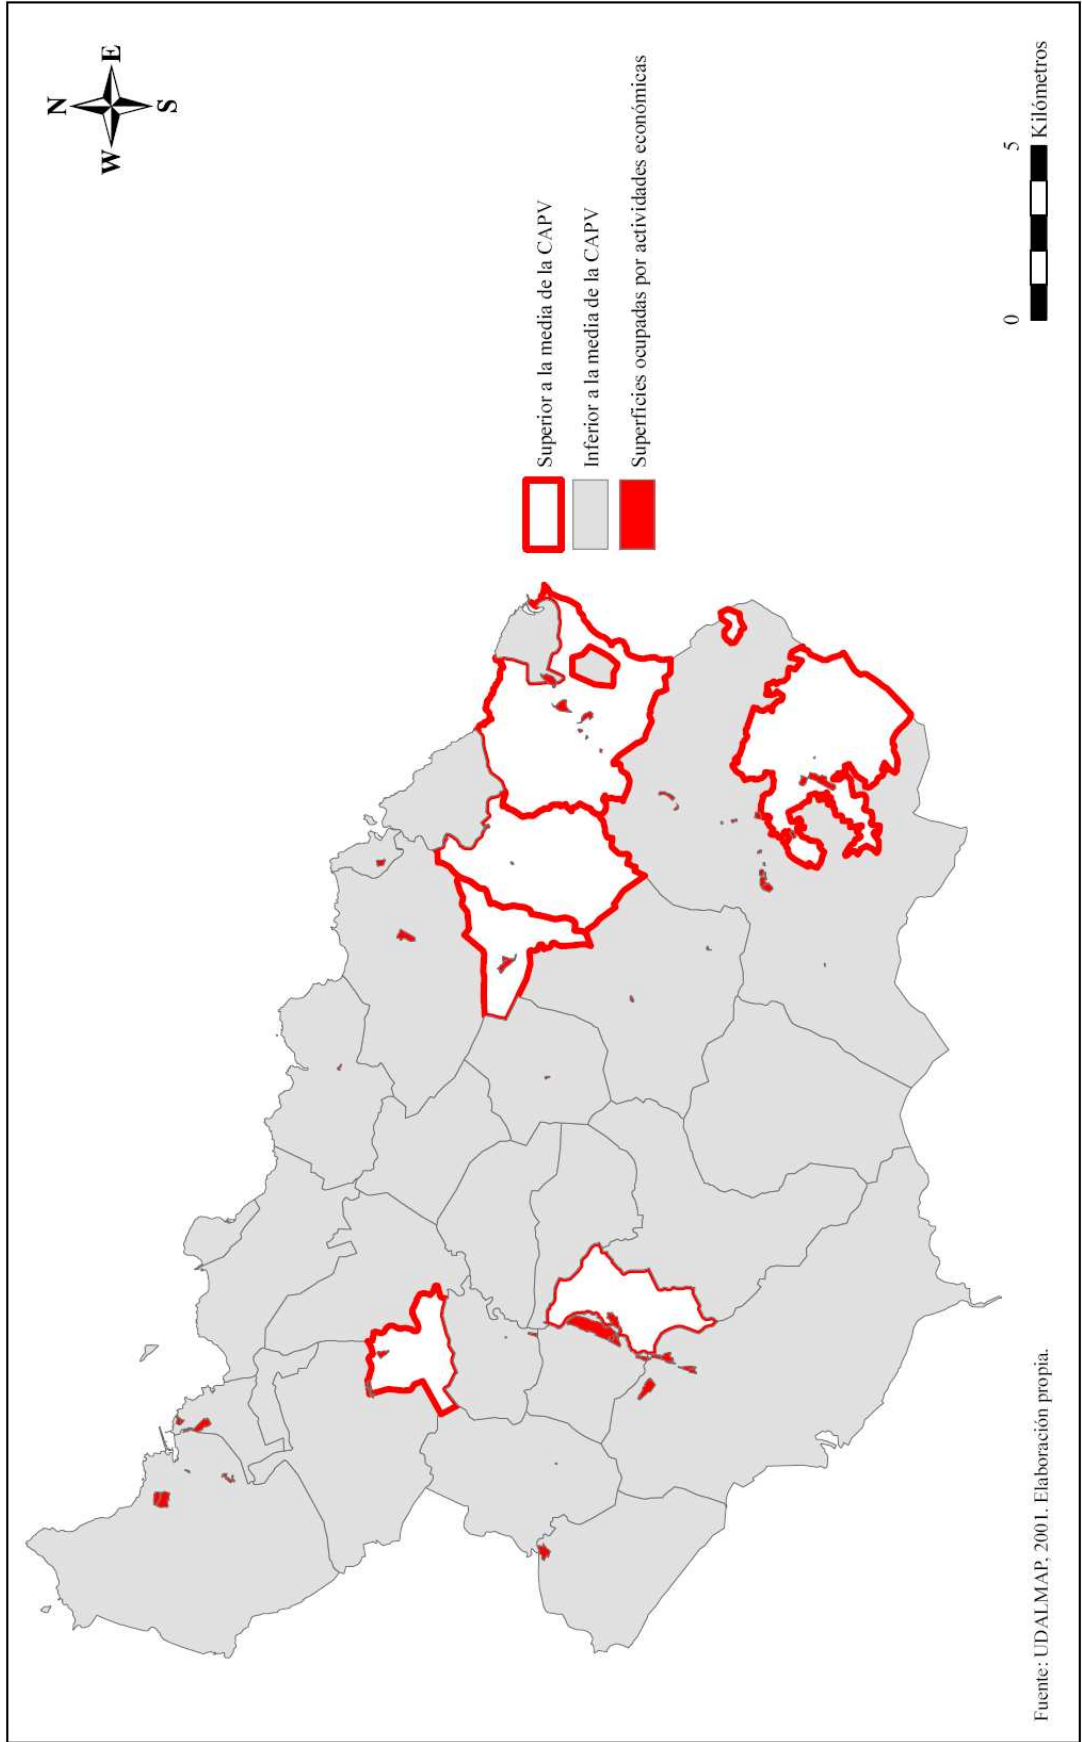 N
W
E
S
Superior a la media de la CAPV
Inferior a la media de la CAPV
Superficies ocupadas por actividades económicas
0
5
Kilómetros
Fuente: UDALMAP, 2001. Elaboración propia.